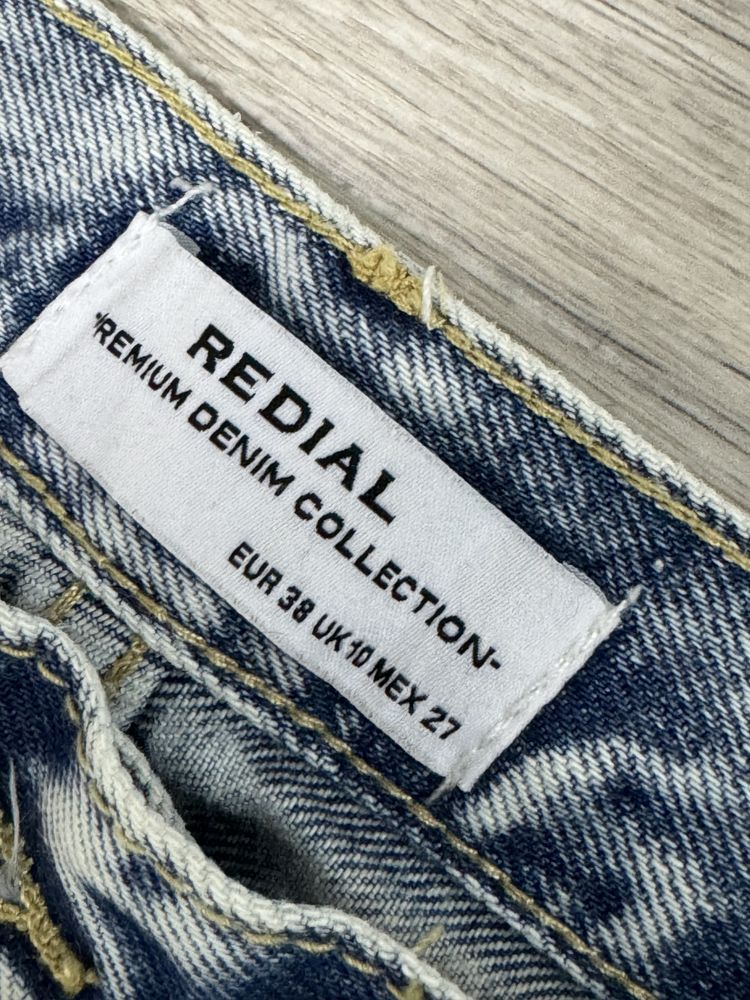 REDIAL
"REMIUM DENIM COLLECTION-
EUR 38 UK 10 MEX 27